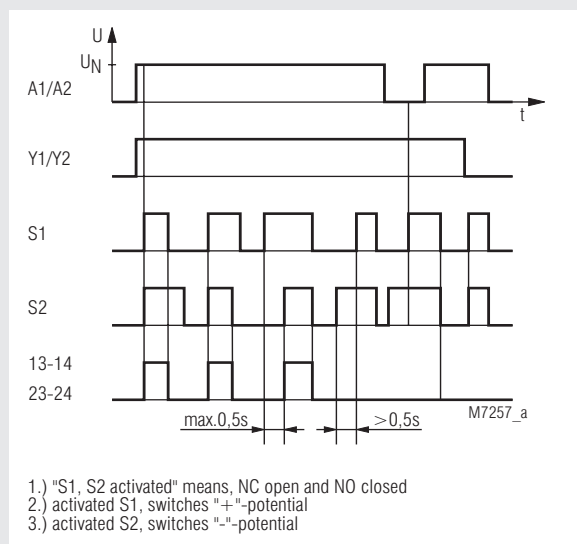 U
UN
A1/A2
t
Y1/Y2
S1
S2
13-14
23-24
M7257_a
max.0,5s
>0,5s
1.) "S1, S2 activated" means, NC open and NO closed
2.) activated S1, switches "+"-potential
3.) activated S2, switches "-"-potential